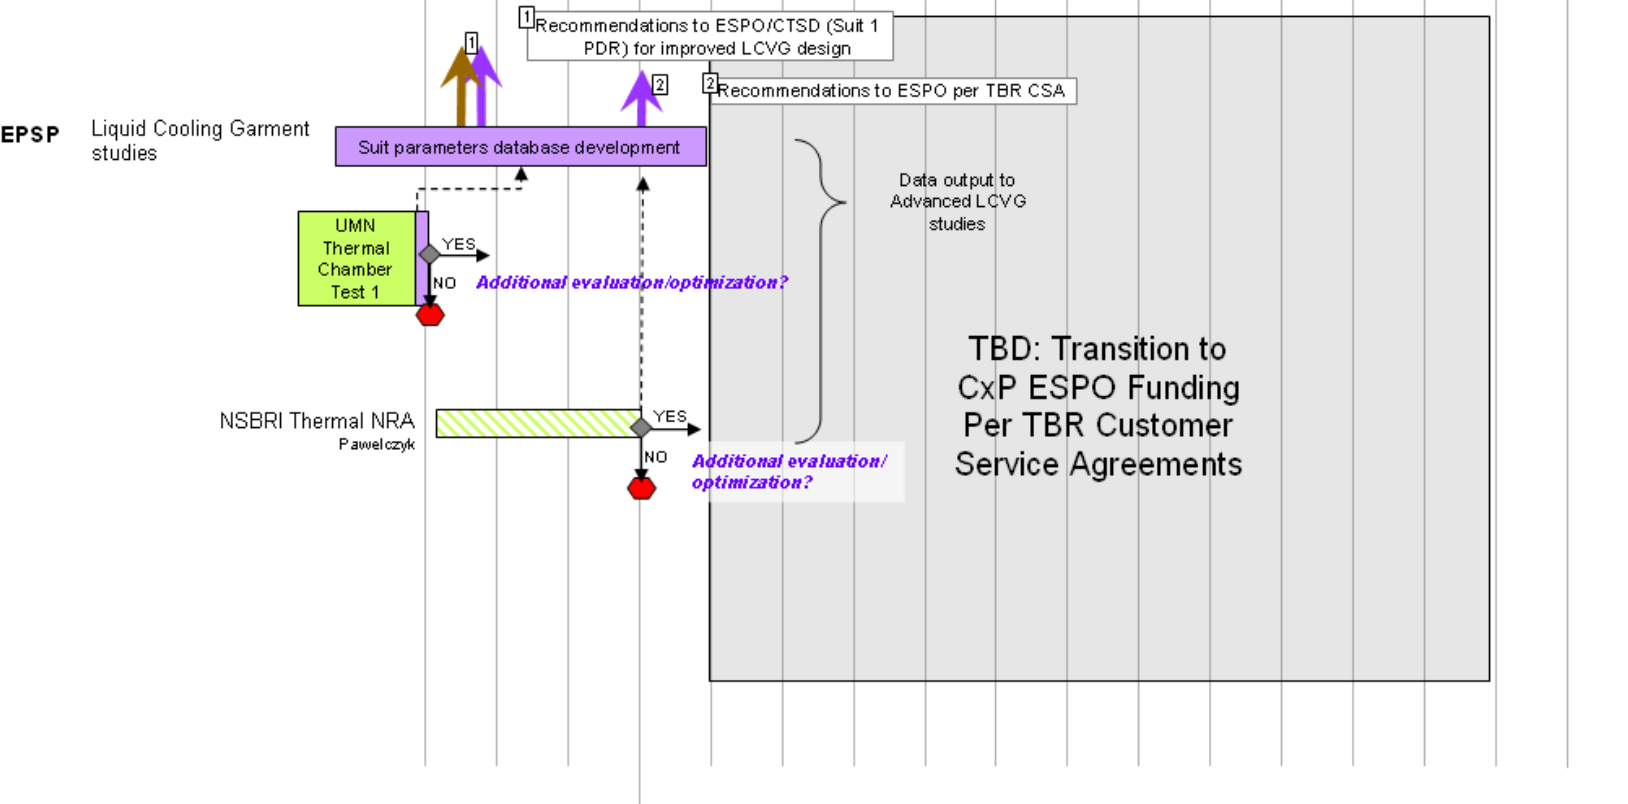 1
Recommendations to ESPO/CTSD (Suit 1
PDR) for improved LCVG design
1
2
2
Recommendations to ESPO per TBR CSA
EPSP
Liquid Cooling Garment
studies
Suit parameters database development
Data output to
Advanced LCVG
studies
UMN
Thermal
Chamber
Test 1
YES
NO
Additional evaluation/optimization?
TBD: Transition to
CxP ESPO Funding
Per TBR Customer
Service Agreements
NSBRI Thermal NRA
Pawelczyk
YES
NO
Additional evaluation/
optimization?